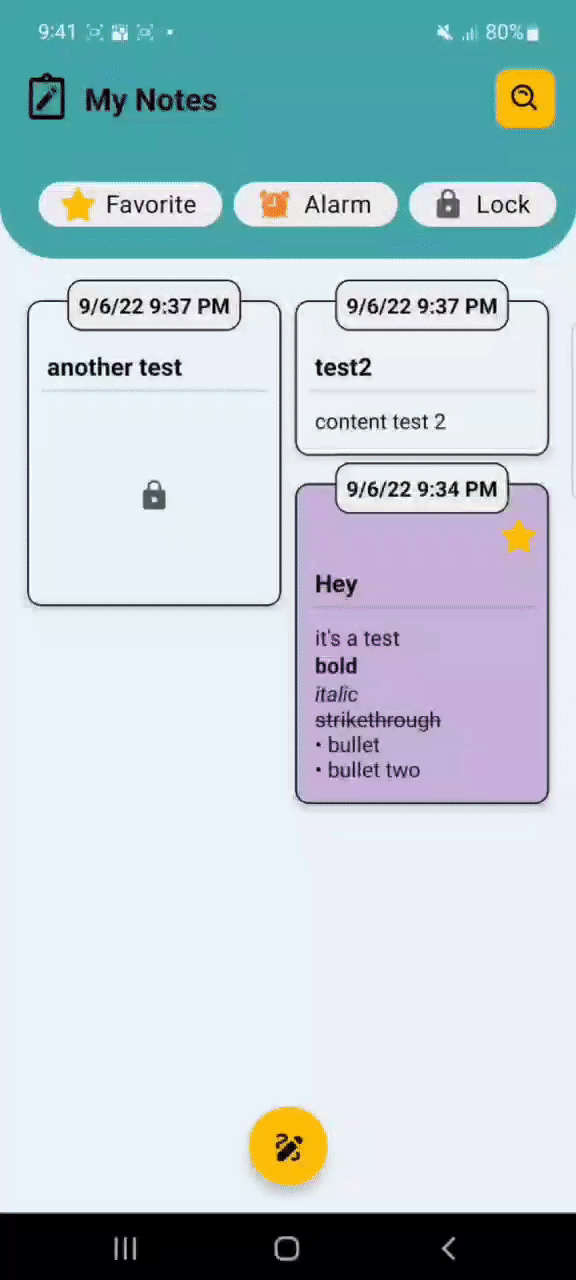 9:41
80%
My Notes
Favorite
Alarm
Lock
9/6/22 9:37 PM
another test
9/6/22 9:37 PM
test2
content test 2
9/6/22 9:34 PM
Hey
it's a test
bold
italic
strikethrough
• bullet
• bullet two